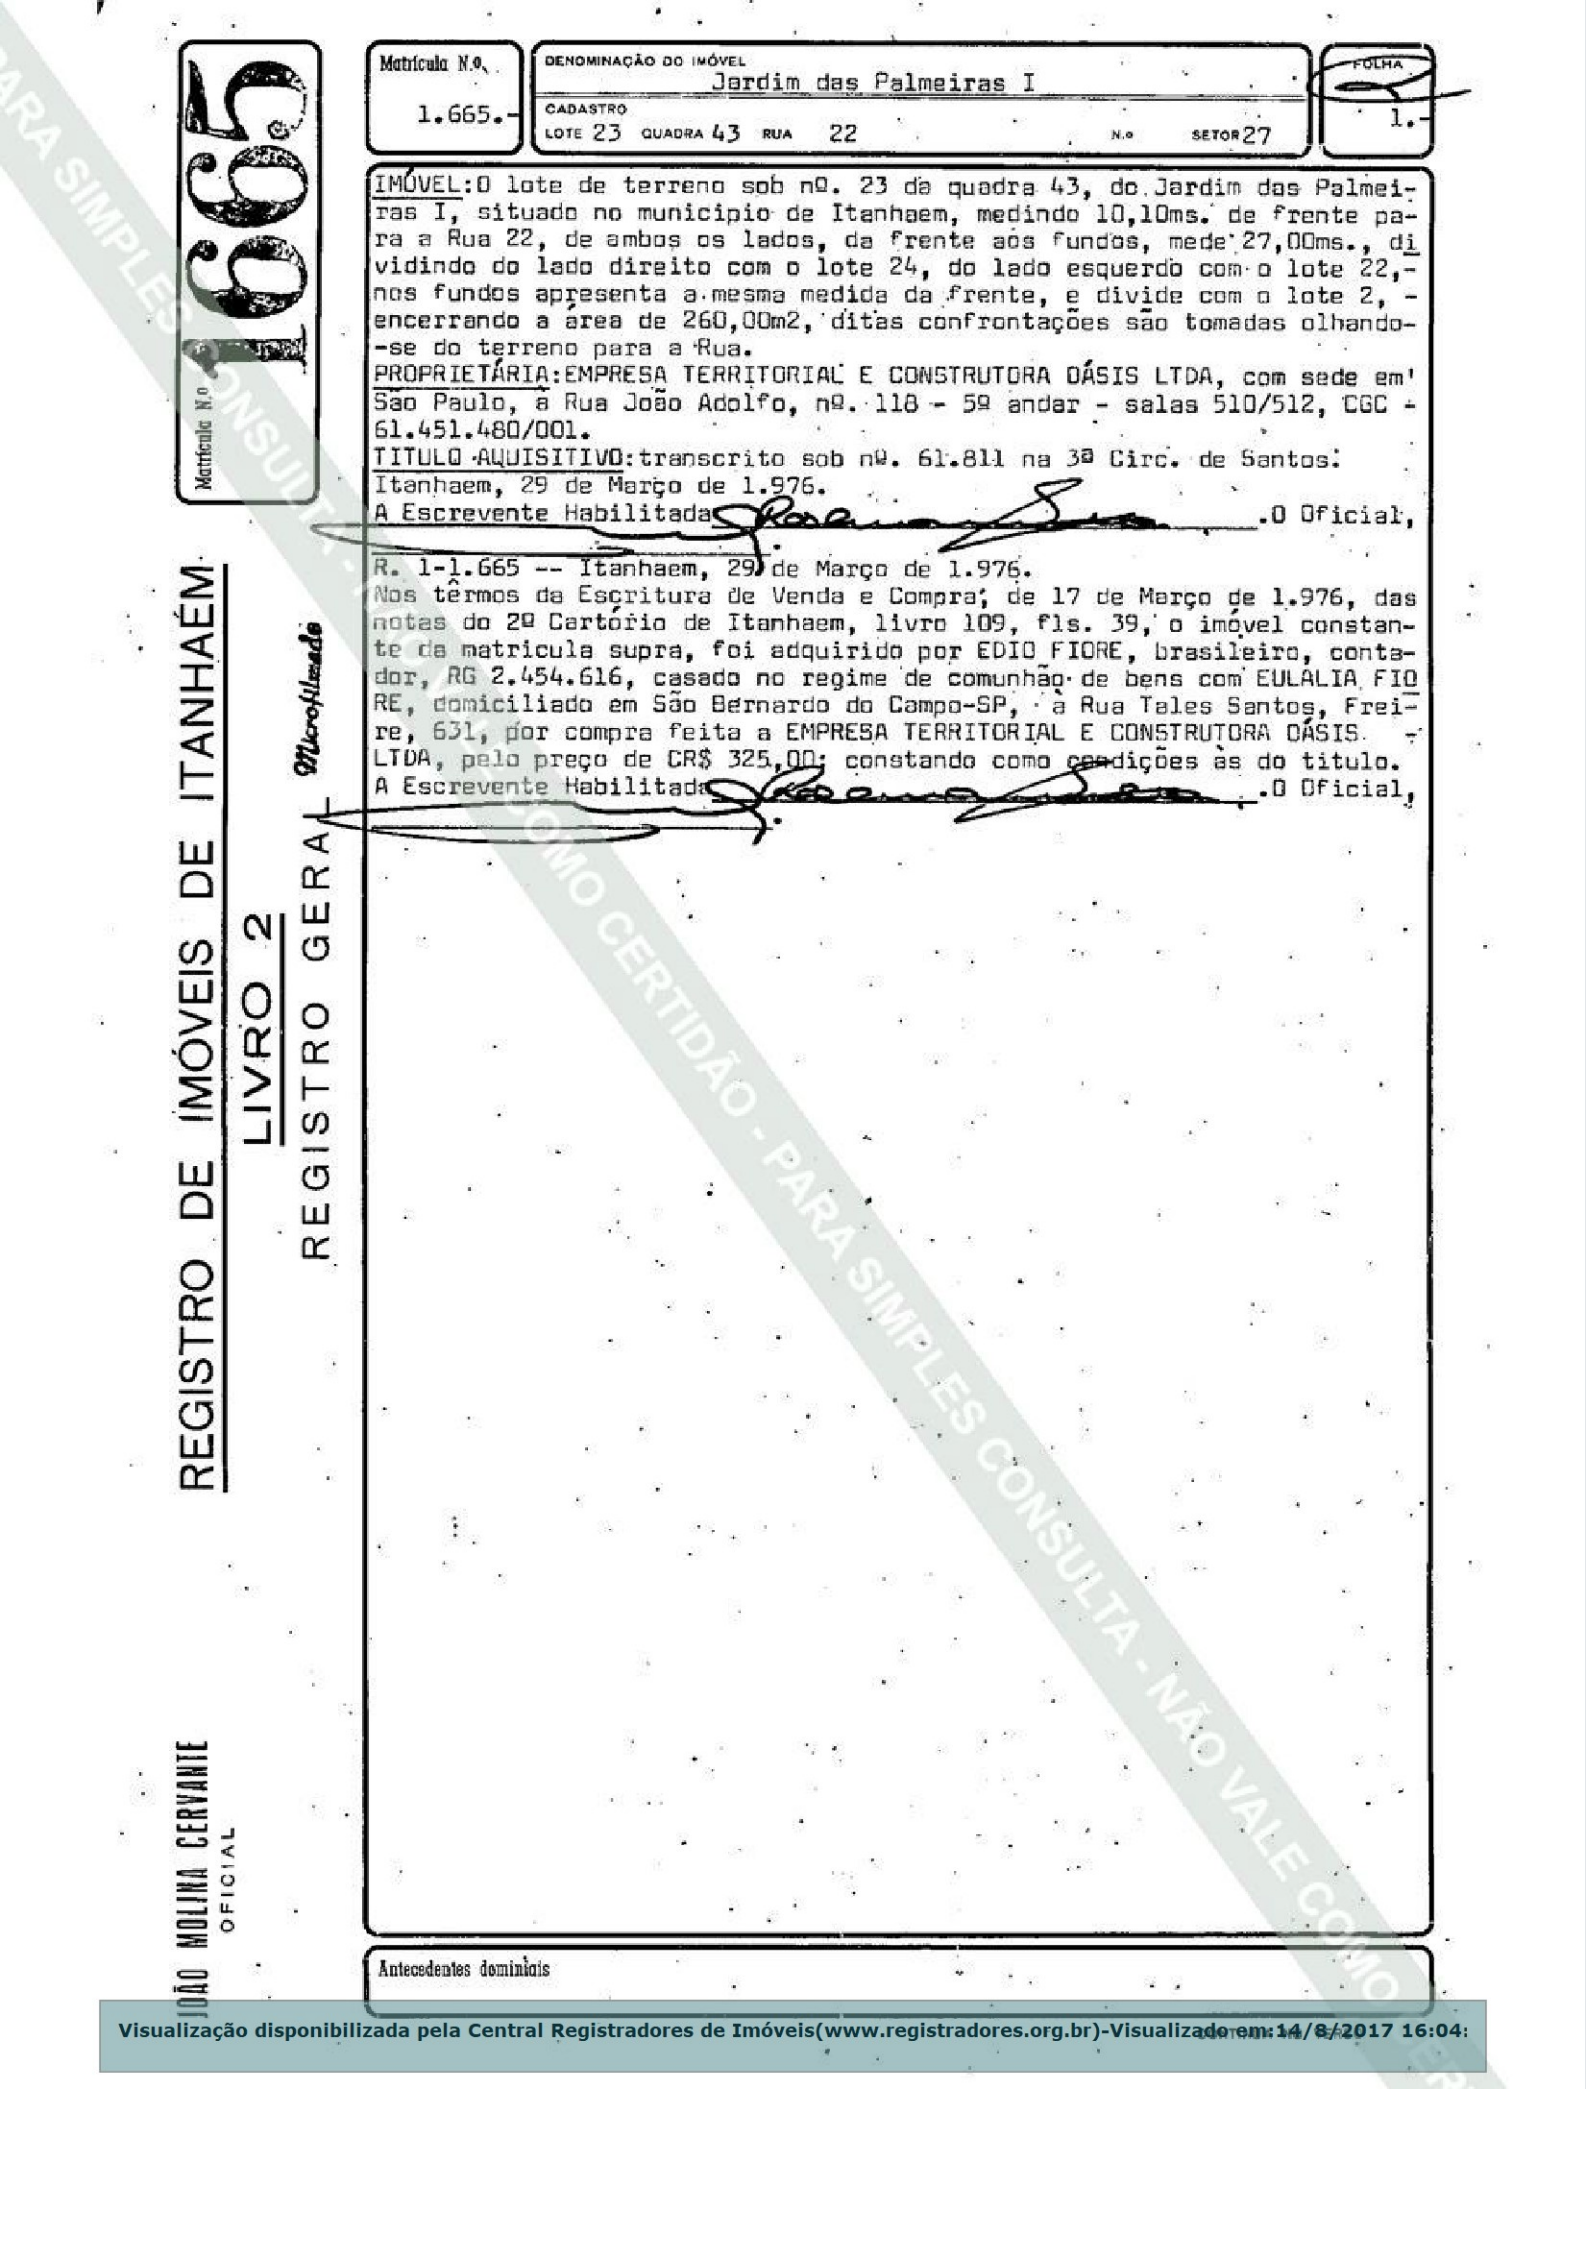 Matrícula N.o
1.665.-
DENOMINAÇÃO DO IMÓVEL
Jardim das Palmeiras I
CADASTRO
LOTE 23 QUADRA 43 RUA 22 N.o SETOR 27
FOLHA
1.-
IMÓVEL:O lote de terreno sob nº. 23 da quadra 43, do Jardim das Palmei-
ras I, situado no municipio de Itanhaem, medindo 10,10ms. de frente pa-
ra a Rua 22, de ambos os lados, da frente aos fundos, mede 27,00ms., di
vidindo do lado direito com o lote 24, do lado esquerdo com o lote 22,-
nos fundos apresenta a mesma medida da frente, e divide com o lote 2, -
encerrando a área de 260,00m2, ditas confrontações são tomadas olhando-
-se do terreno para a Rua.
PROPRIETÁRIA:EMPRESA TERRITORIAL E CONSTRUTORA OÁSIS LTDA, com sede em'
São Paulo, à Rua João Adolfo, nº. 118 - 5º andar - salas 510/512, CGC -
61.451.480/001.
TITULO AQUISITIVO:transcrito sob nº. 61.811 na 3ª Circ. de Santos.
Itanhaem, 29 de Março de 1.976.
A Escrevente Habilitada .O Oficial,
R. 1-1.665 -- Itanhaem, 29 de Março de 1.976.
Nos têrmos da Escritura de Venda e Compra, de 17 de Março de 1.976, das
notas do 2º Cartório de Itanhaem, livro 109, fls. 39, o imóvel constan-
te da matricula supra, foi adquirido por EDIO FIORE, brasileiro, conta-
dor, RG 2.454.616, casado no regime de comunhão de bens com EULALIA FIO
RE, domiciliado em São Bernardo do Campo-SP, à Rua Tales Santos, Frei-
re, 631, por compra feita a EMPRESA TERRITORIAL E CONSTRUTORA OÁSIS -
LTDA, pelo preço de CR$ 325,00; constando como condições às do titulo.
A Escrevente Habilitada .O Oficial,
Matrícula N.o 1665
REGISTRO DE IMÓVEIS DE ITANHAÉM
LIVRO 2
REGISTRO GERAL
Microfilmado
JOÃO MOLINA CERVANTE
OFICIAL
Antecedentes dominiais
Visualização disponibilizada pela Central Registradores de Imóveis(www.registradores.org.br)-Visualizado em:14/8/2017 16:04:
PARA SIMPLES CONSULTA - NÃO VALE COMO CERTIDÃO - PARA SIMPLES CONSULTA - NÃO VALE COMO CERTIDÃO